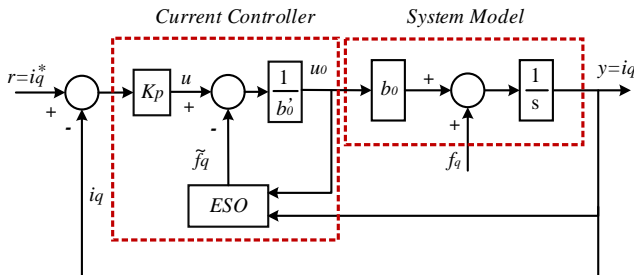 Current Controller
System Model
r=iq*
+
-
Kp
u
+
-
1
b0'
u0
b0
+
+
1
s
y=iq
f̃q
fq
iq
ESO